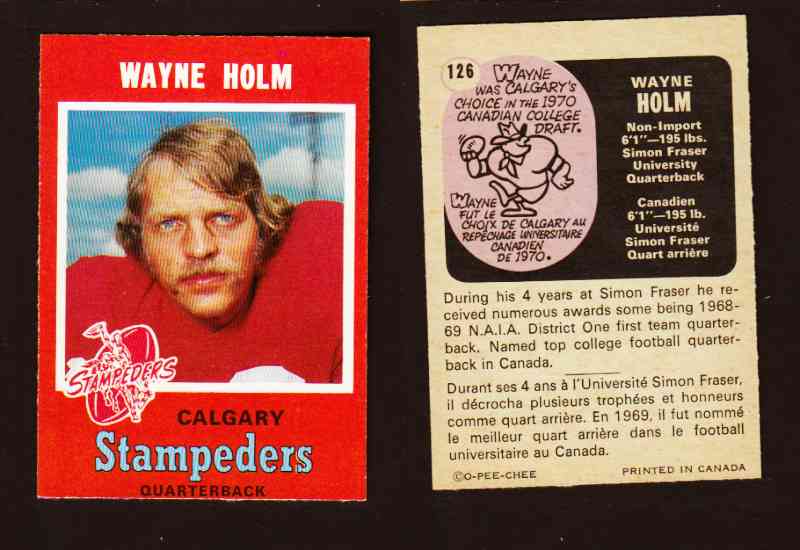 WAYNE HOLM
STAMPEDERS
CALGARY
Stampeders
QUARTERBACK
126
WAYNE
WAS CALGARY'S
CHOICE IN THE 1970
CANADIAN COLLEGE
DRAFT.
WAYNE
FUT LE
CHOIX DE CALGARY AU
REPÊCHAGE UNIVERSITAIRE
CANADIEN
DE 1970.
WAYNE
HOLM
Non-Import
6'1"—195 lbs.
Simon Fraser
University
Quarterback
Canadien
6'1"—195 lb.
Université
Simon Fraser
Quart arrière
During his 4 years at Simon Fraser he re-
ceived numerous awards some being 1968-
69 N.A.I.A. District One first team quarter-
back. Named top college football quarter-
back in Canada.
Durant ses 4 ans à l'Université Simon Fraser,
il décrocha plusieurs trophées et honneurs
comme quart arrière. En 1969, il fut nommé
le meilleur quart arrière dans le football
universitaire au Canada.
©O-PEE-CHEE
PRINTED IN CANADA